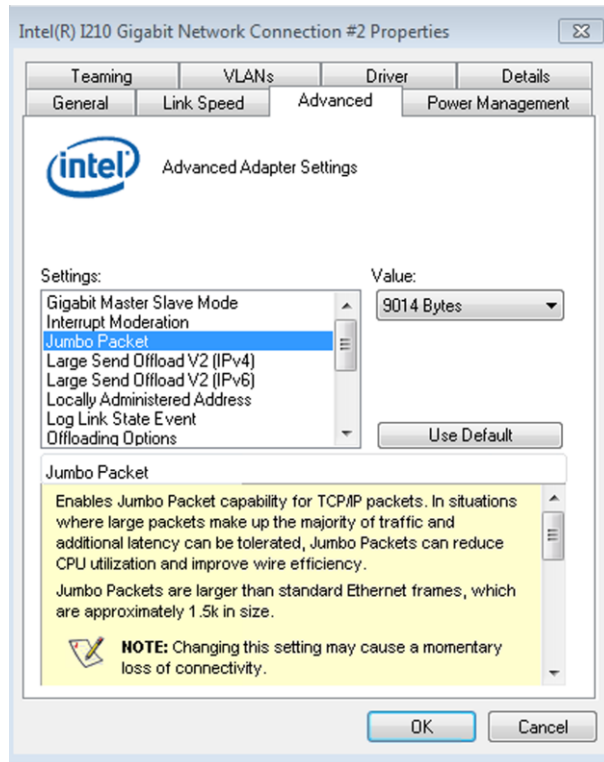 Intel(R) I210 Gigabit Network Connection #2 Properties
Teaming
VLANs
Driver
Details
General
Link Speed
Advanced
Power Management
intel
Advanced Adapter Settings
Settings:
Value:
Gigabit Master Slave Mode
Interrupt Moderation
Jumbo Packet
Large Send Offload V2 (IPv4)
Large Send Offload V2 (IPv6)
Locally Administered Address
Log Link State Event
Offloading Options
9014 Bytes
Use Default
Jumbo Packet
Enables Jumbo Packet capability for TCP/IP packets. In situations
where large packets make up the majority of traffic and
additional latency can be tolerated, Jumbo Packets can reduce
CPU utilization and improve wire efficiency.
Jumbo Packets are larger than standard Ethernet frames, which
are approximately 1.5k in size.
NOTE: Changing this setting may cause a momentary
loss of connectivity.
OK
Cancel